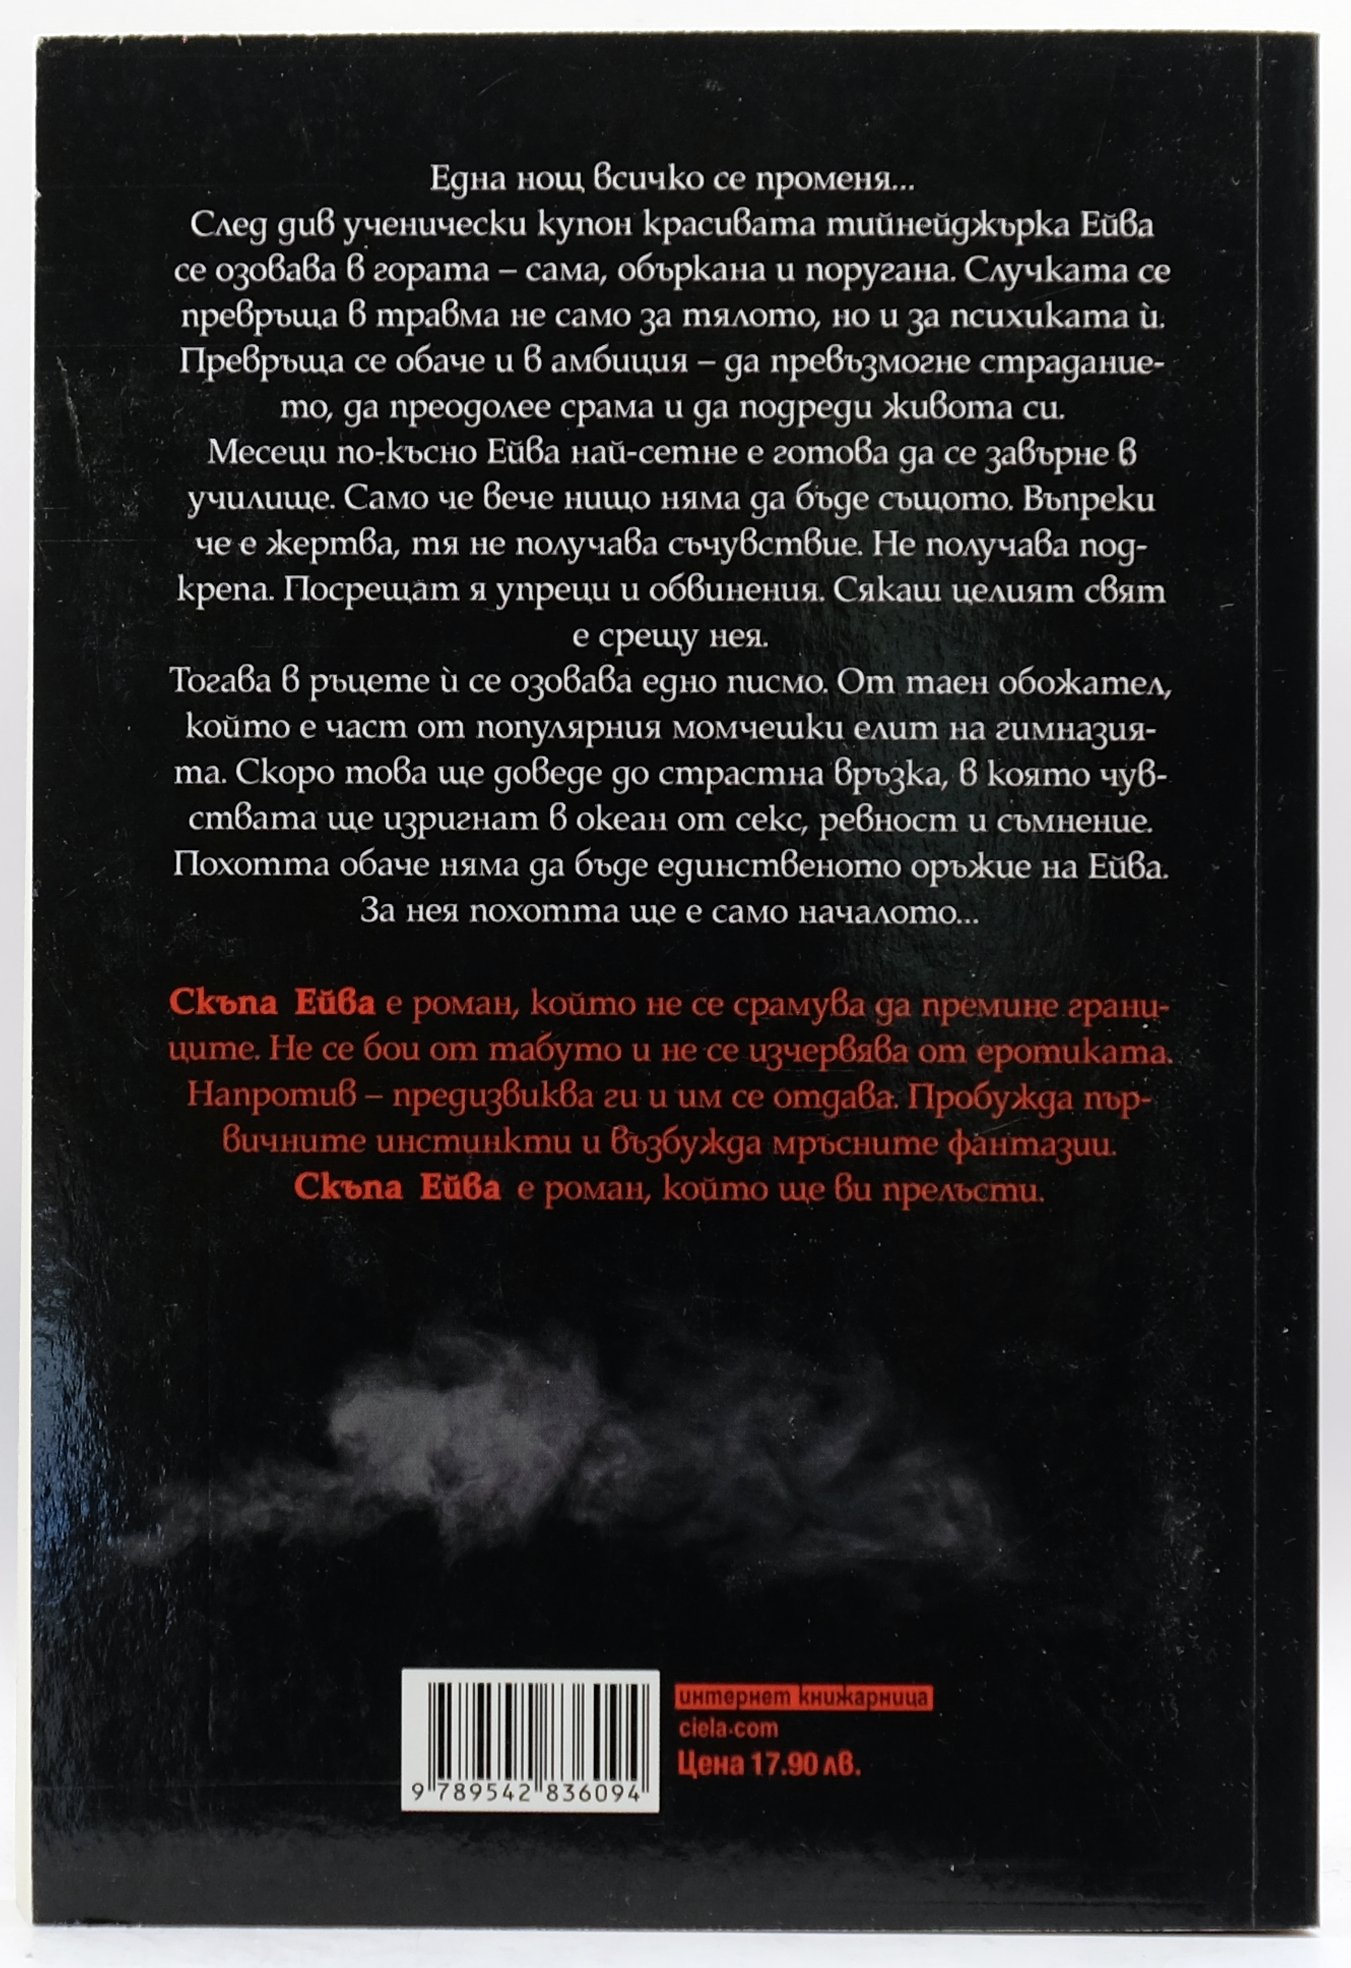 Една нощ всичко се променя...
След див ученически купон красивата тийнейджърка Ейва
се озовава в гората – сама, объркана и поругана. Случката се
превръща в травма не само за тялото, но и за психиката ѝ.
Превръща се обаче и в амбиция – да превъзмогне страдание-
то, да преодолее срама и да подреди живота си.
Месеци по-късно Ейва най-сетне е готова да се завърне в
училище. Само че вече нищо няма да бъде същото. Въпреки
че е жертва, тя не получава съчувствие. Не получава под-
крепа. Посрещат я упреци и обвинения. Сякаш целият свят
е срещу нея.
Тогава в ръцете ѝ се озовава едно писмо. От таен обожател,
който е част от популярния момчешки елит на гимназия-
та. Скоро това ще доведе до страстна връзка, в която чув-
ствата ще изригнат в океан от секс, ревност и съмнение.
Похотта обаче няма да бъде единственото оръжие на Ейва.
За нея похотта ще е само началото...
Скъпа Ейва е роман, който не се срамува да премине грани-
ците. Не се бои от табуто и не се изчервява от еротиката.
Напротив – предизвиква ги и им се отдава. Пробужда пър-
вичните инстинкти и възбужда мръсните фантазии.
Скъпа Ейва е роман, който ще ви прелъсти.
интернет книжарница
ciela.com
Цена 17.90 лв.
9 789542 836094